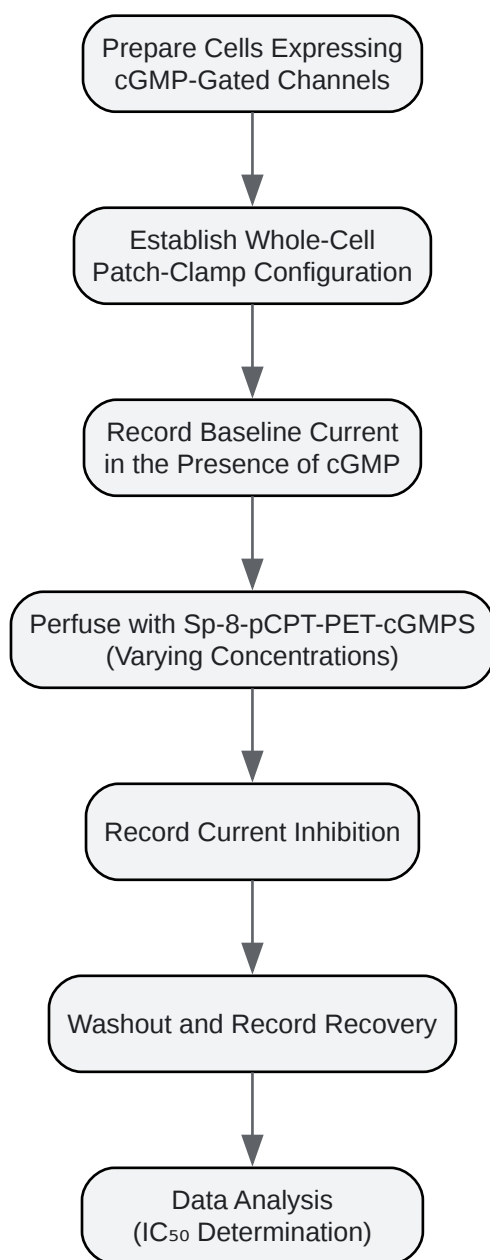 Prepare Cells Expressing
cGMP-Gated Channels
Establish Whole-Cell
Patch-Clamp Configuration
Record Baseline Current
in the Presence of cGMP
Perfuse with Sp-8-pCPT-PET-cGMPS
(Varying Concentrations)
Record Current Inhibition
Washout and Record Recovery
Data Analysis
(IC₅₀ Determination)